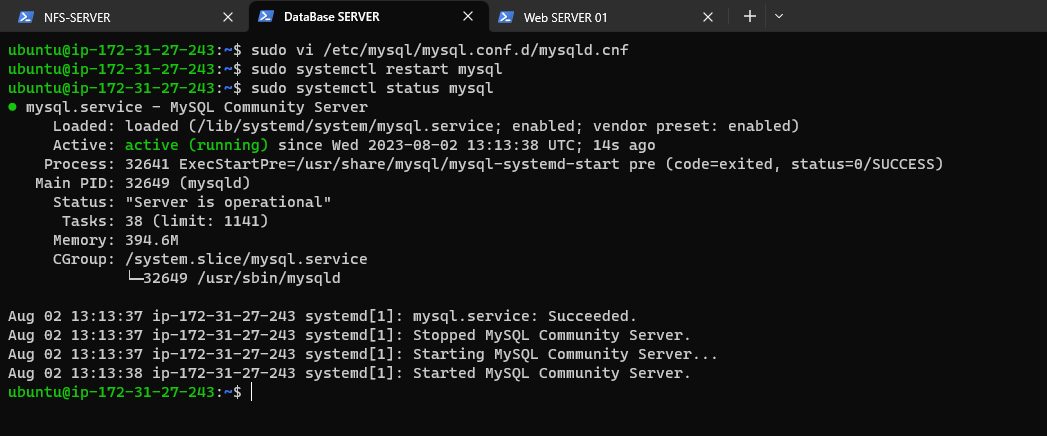 NFS-SERVER
DataBase SERVER
Web SERVER 01
ubuntu@ip-172-31-27-243:~$ sudo vi /etc/mysql/mysql.conf.d/mysqld.cnf
ubuntu@ip-172-31-27-243:~$ sudo systemctl restart mysql
ubuntu@ip-172-31-27-243:~$ sudo systemctl status mysql
● mysql.service - MySQL Community Server
Loaded: loaded (/lib/systemd/system/mysql.service; enabled; vendor preset: enabled)
Active: active (running) since Wed 2023-08-02 13:13:38 UTC; 14s ago
Process: 32641 ExecStartPre=/usr/share/mysql/mysql-systemd-start pre (code=exited, status=0/SUCCESS)
Main PID: 32649 (mysqld)
Status: "Server is operational"
Tasks: 38 (limit: 1141)
Memory: 394.6M
CGroup: /system.slice/mysql.service
└─32649 /usr/sbin/mysqld
Aug 02 13:13:37 ip-172-31-27-243 systemd[1]: mysql.service: Succeeded.
Aug 02 13:13:37 ip-172-31-27-243 systemd[1]: Stopped MySQL Community Server.
Aug 02 13:13:37 ip-172-31-27-243 systemd[1]: Starting MySQL Community Server...
Aug 02 13:13:38 ip-172-31-27-243 systemd[1]: Started MySQL Community Server.
ubuntu@ip-172-31-27-243:~$